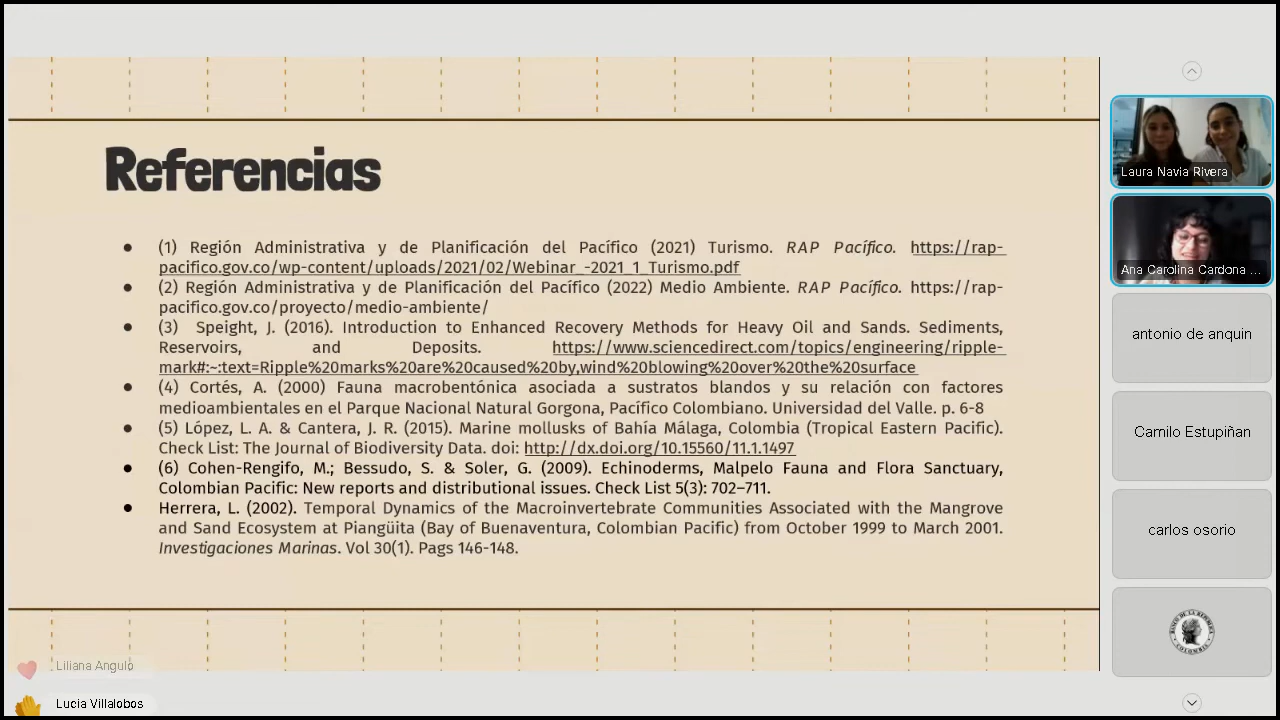 Referencias
● (1) Región Administrativa y de Planificación del Pacífico (2021) Turismo. RAP Pacífico. https://rap-
pacifico.gov.co/wp-content/uploads/2021/02/Webinar_-2021_1_Turismo.pdf
● (2) Región Administrativa y de Planificación del Pacífico (2022) Medio Ambiente. RAP Pacífico. https://rap-
pacifico.gov.co/proyecto/medio-ambiente/
● (3) Speight, J. (2016). Introduction to Enhanced Recovery Methods for Heavy Oil and Sands. Sediments,
Reservoirs, and Deposits. https://www.sciencedirect.com/topics/engineering/ripple-
mark#:~:text=Ripple%20marks%20are%20caused%20by,wind%20blowing%20over%20the%20surface
● (4) Cortés, A. (2000) Fauna macrobentónica asociada a sustratos blandos y su relación con factores
medioambientales en el Parque Nacional Natural Gorgona, Pacífico Colombiano. Universidad del Valle. p. 6-8
● (5) López, L. A. & Cantera, J. R. (2015). Marine mollusks of Bahía Málaga, Colombia (Tropical Eastern Pacific).
Check List: The Journal of Biodiversity Data. doi: http://dx.doi.org/10.15560/11.1.1497
● (6) Cohen-Rengifo, M.; Bessudo, S. & Soler, G. (2009). Echinoderms, Malpelo Fauna and Flora Sanctuary,
Colombian Pacific: New reports and distributional issues. Check List 5(3): 702–711.
● Herrera, L. (2002). Temporal Dynamics of the Macroinvertebrate Communities Associated with the Mangrove
and Sand Ecosystem at Piangüita (Bay of Buenaventura, Colombian Pacific) from October 1999 to March 2001.
Investigaciones Marinas. Vol 30(1). Pags 146-148.
Liliana Angulo
Lucia Villalobos
Laura Navia Rivera
Ana Carolina Cardona ...
antonio de anquin
Camilo Estupiñan
carlos osorio
BANCO DE LA REPUBLICA
COLOMBIA